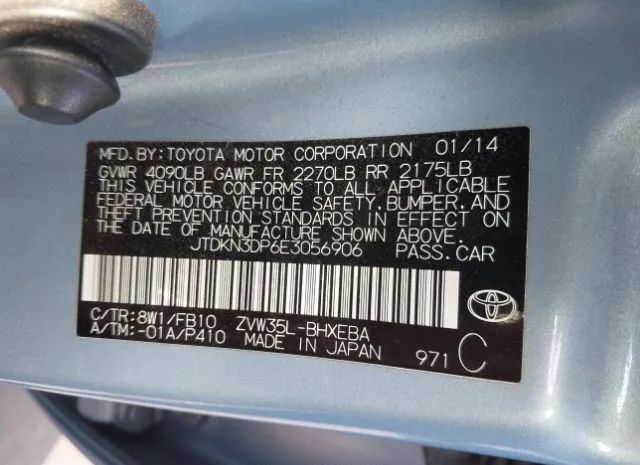 MFD. BY: TOYOTA MOTOR CORPORATION 01/14
GVWR 4090LB GAWR FR 2270LB RR 2175LB
THIS VEHICLE CONFORMS TO ALL APPLICABLE
FEDERAL MOTOR VEHICLE SAFETY, BUMPER, AND
THEFT PREVENTION STANDARDS IN EFFECT ON
THE DATE OF MANUFACTURE SHOWN ABOVE.
JTDKN3DP6E3056906 PASS. CAR
C/TR: 8W1/FB10 ZVW35L-BHXEBA
A/TM: -01A/P410 MADE IN JAPAN
971 C